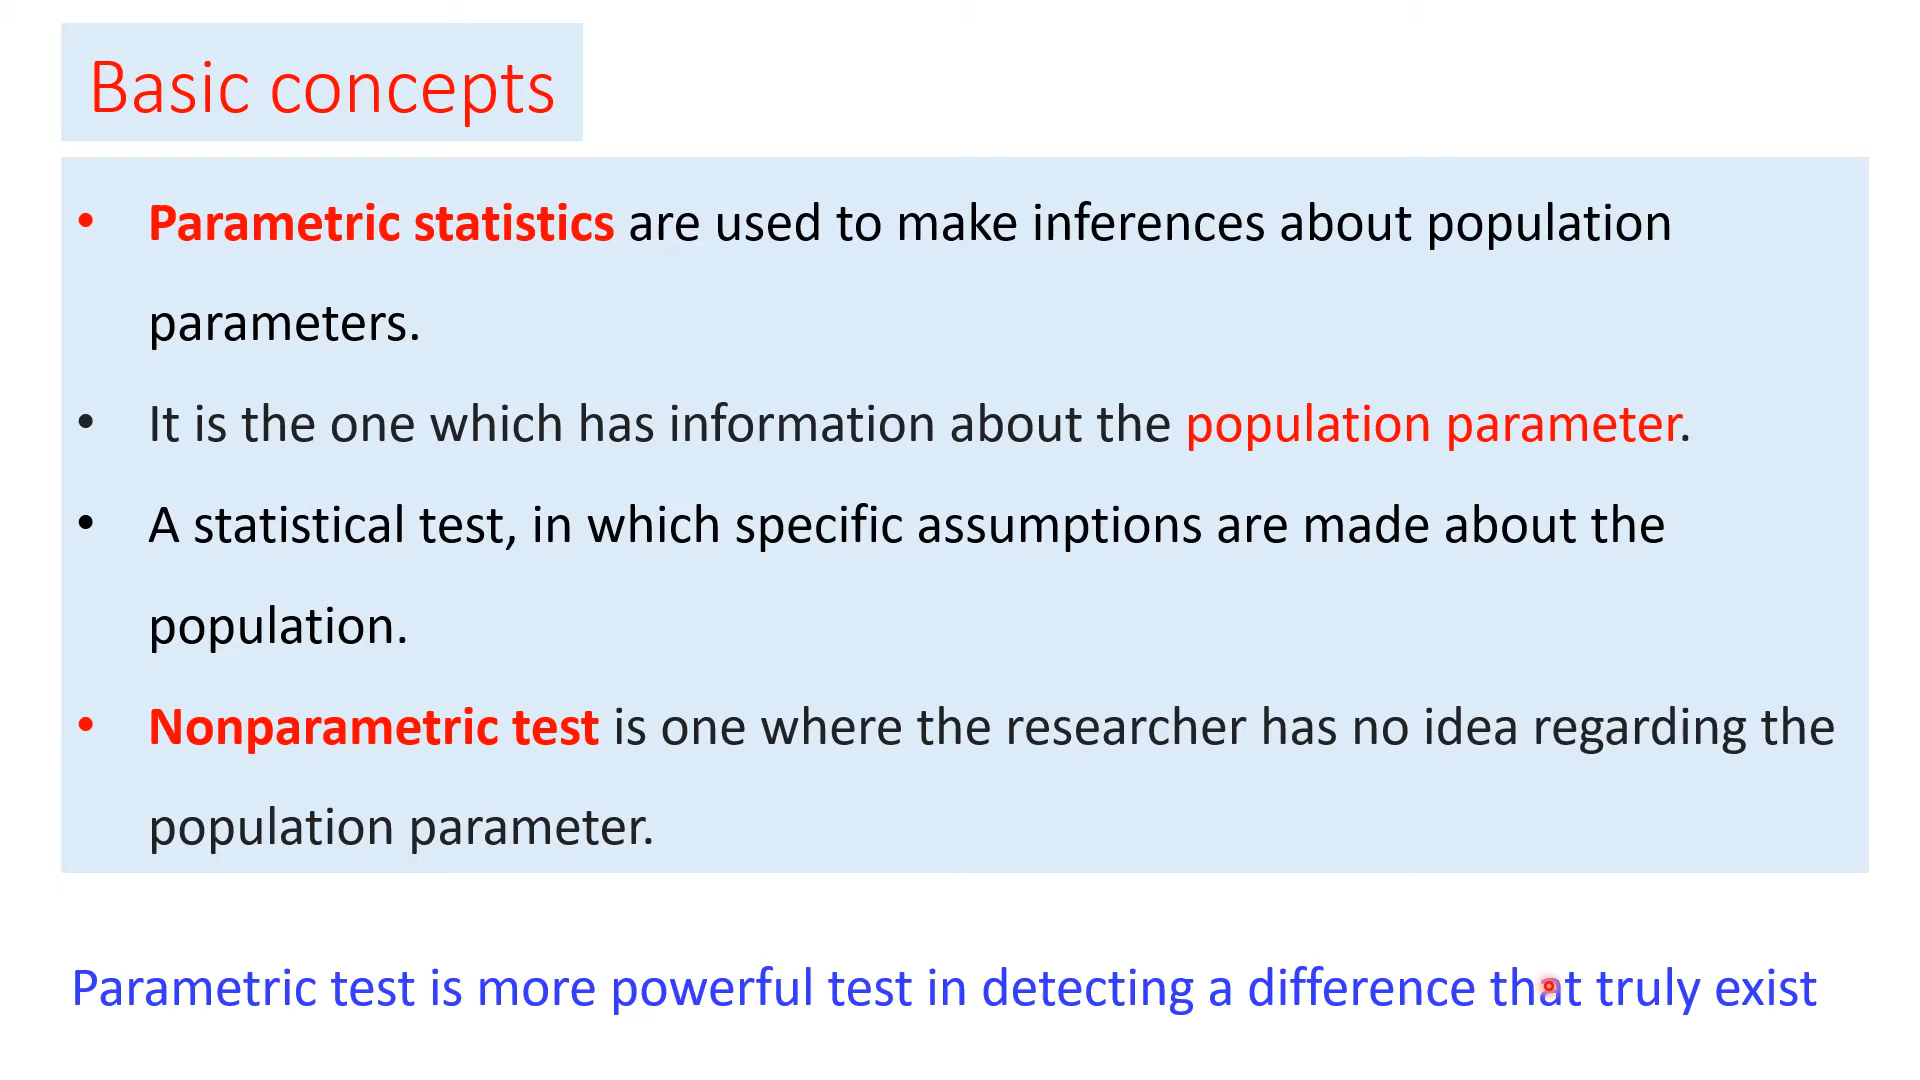 Basic concepts
• Parametric statistics are used to make inferences about population
parameters.
• It is the one which has information about the population parameter.
• A statistical test, in which specific assumptions are made about the
population.
• Nonparametric test is one where the researcher has no idea regarding the
population parameter.
Parametric test is more powerful test in detecting a difference that truly exist